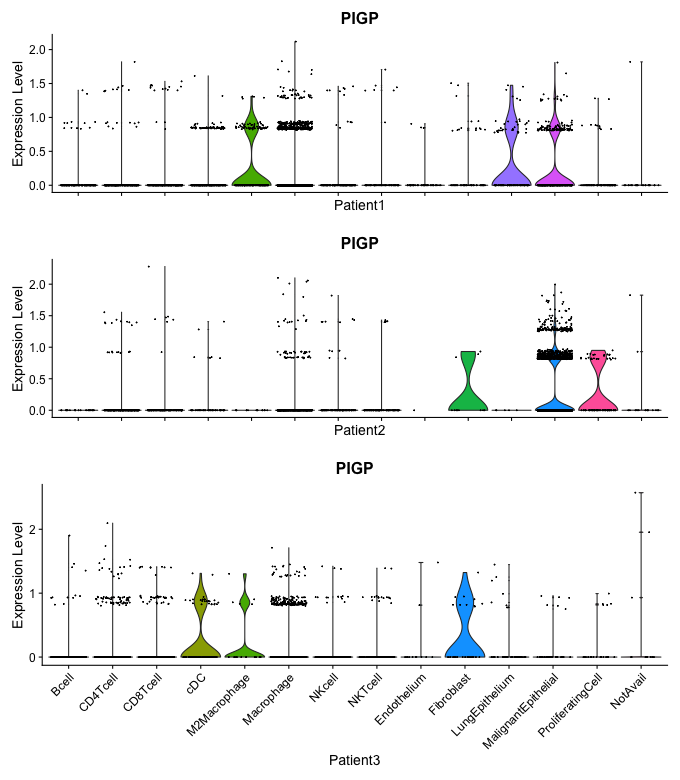 PIGP
Expression Level
2.0
1.5
1.0
0.5
0.0
Patient1
PIGP
Expression Level
2.0
1.5
1.0
0.5
0.0
Patient2
PIGP
Expression Level
2
1
0
Bcell
CD4Tcell
CD8Tcell
cDC
M2Macrophage
Macrophage
NKcell
NKTcell
Endothelium
Fibroblast
LungEpithelium
MalignantEpithelial
ProliferatingCell
NotAvail
Patient3